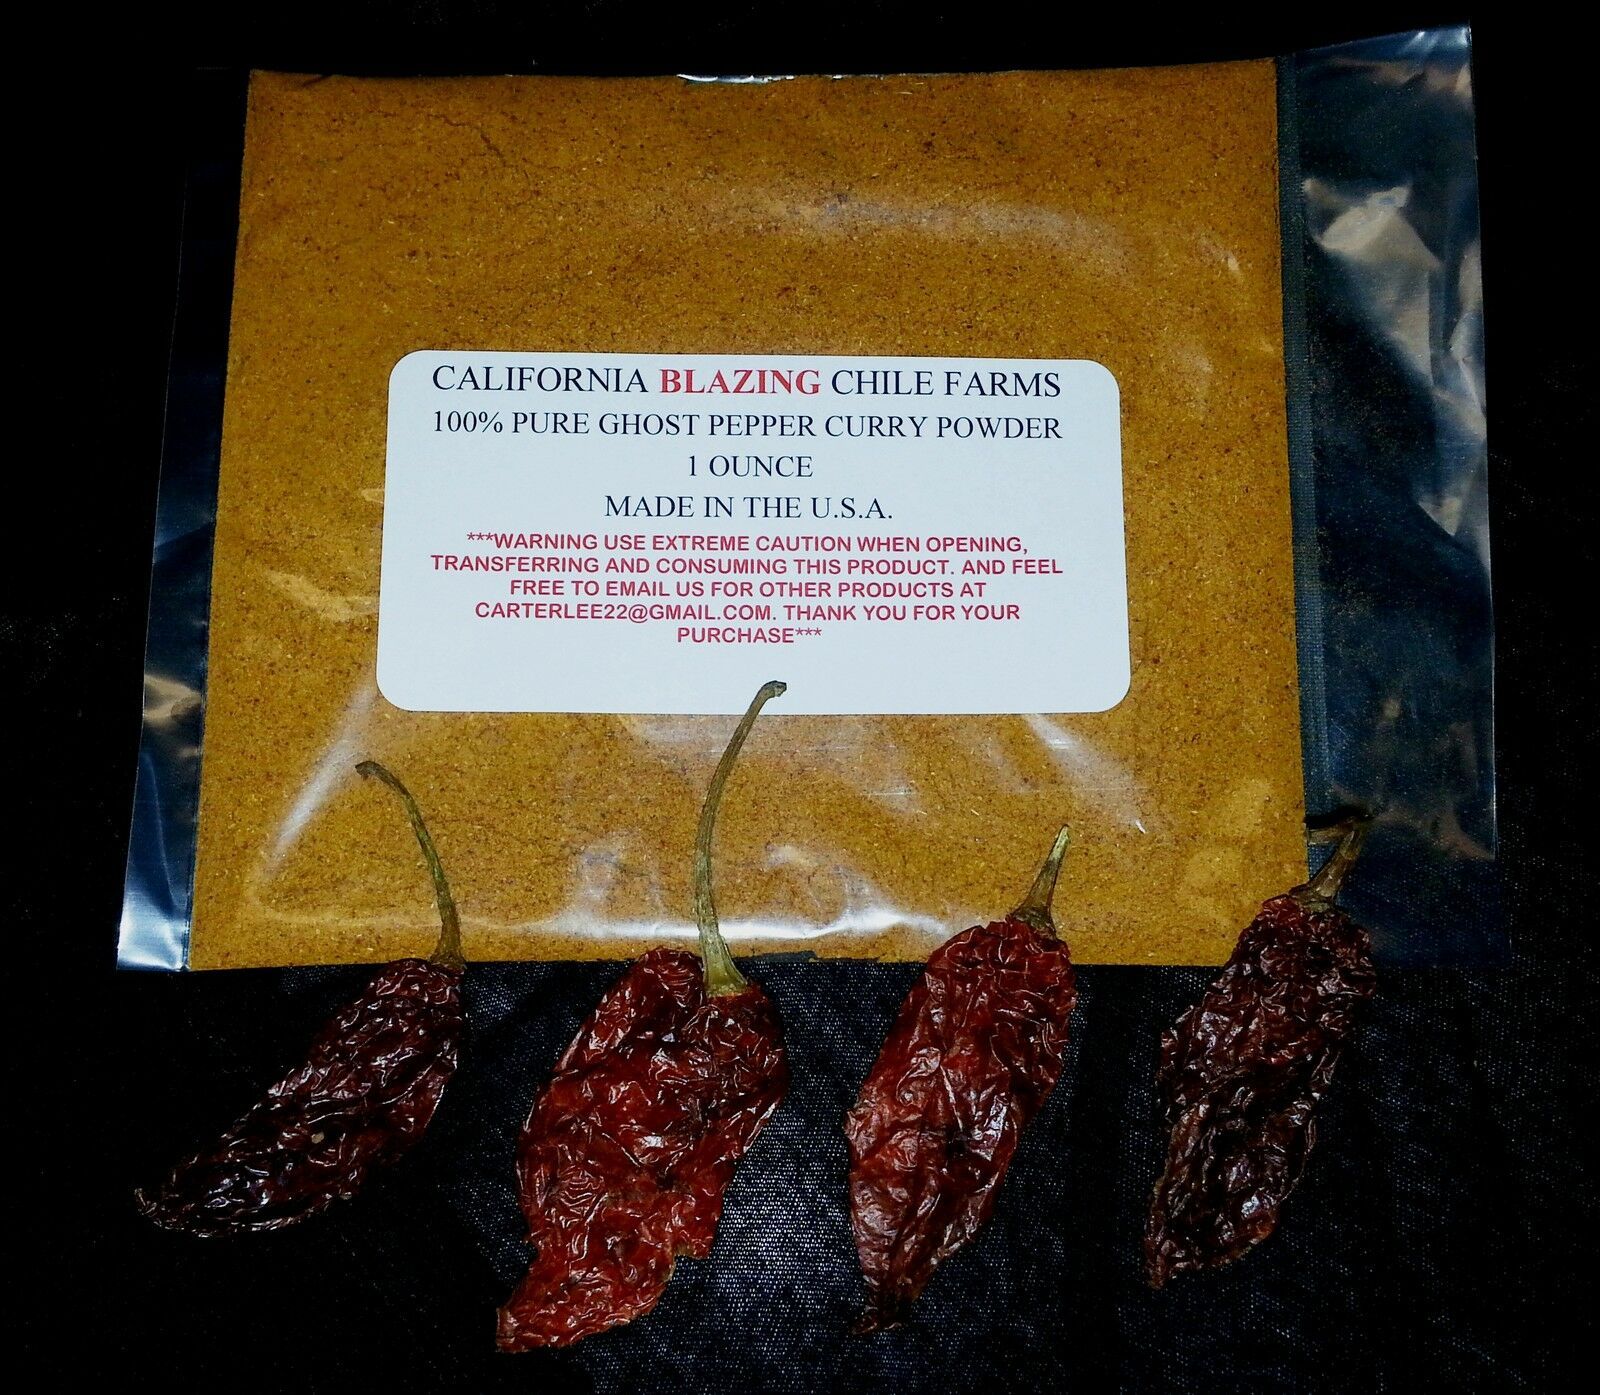 CALIFORNIA BLAZING CHILE FARMS
100% PURE GHOST PEPPER CURRY POWDER
1 OUNCE
MADE IN THE U.S.A.
***WARNING USE EXTREME CAUTION WHEN OPENING,
TRANSFERRING AND CONSUMING THIS PRODUCT. AND FEEL
FREE TO EMAIL US FOR OTHER PRODUCTS AT
CARTERLEE22@GMAIL.COM. THANK YOU FOR YOUR
PURCHASE***